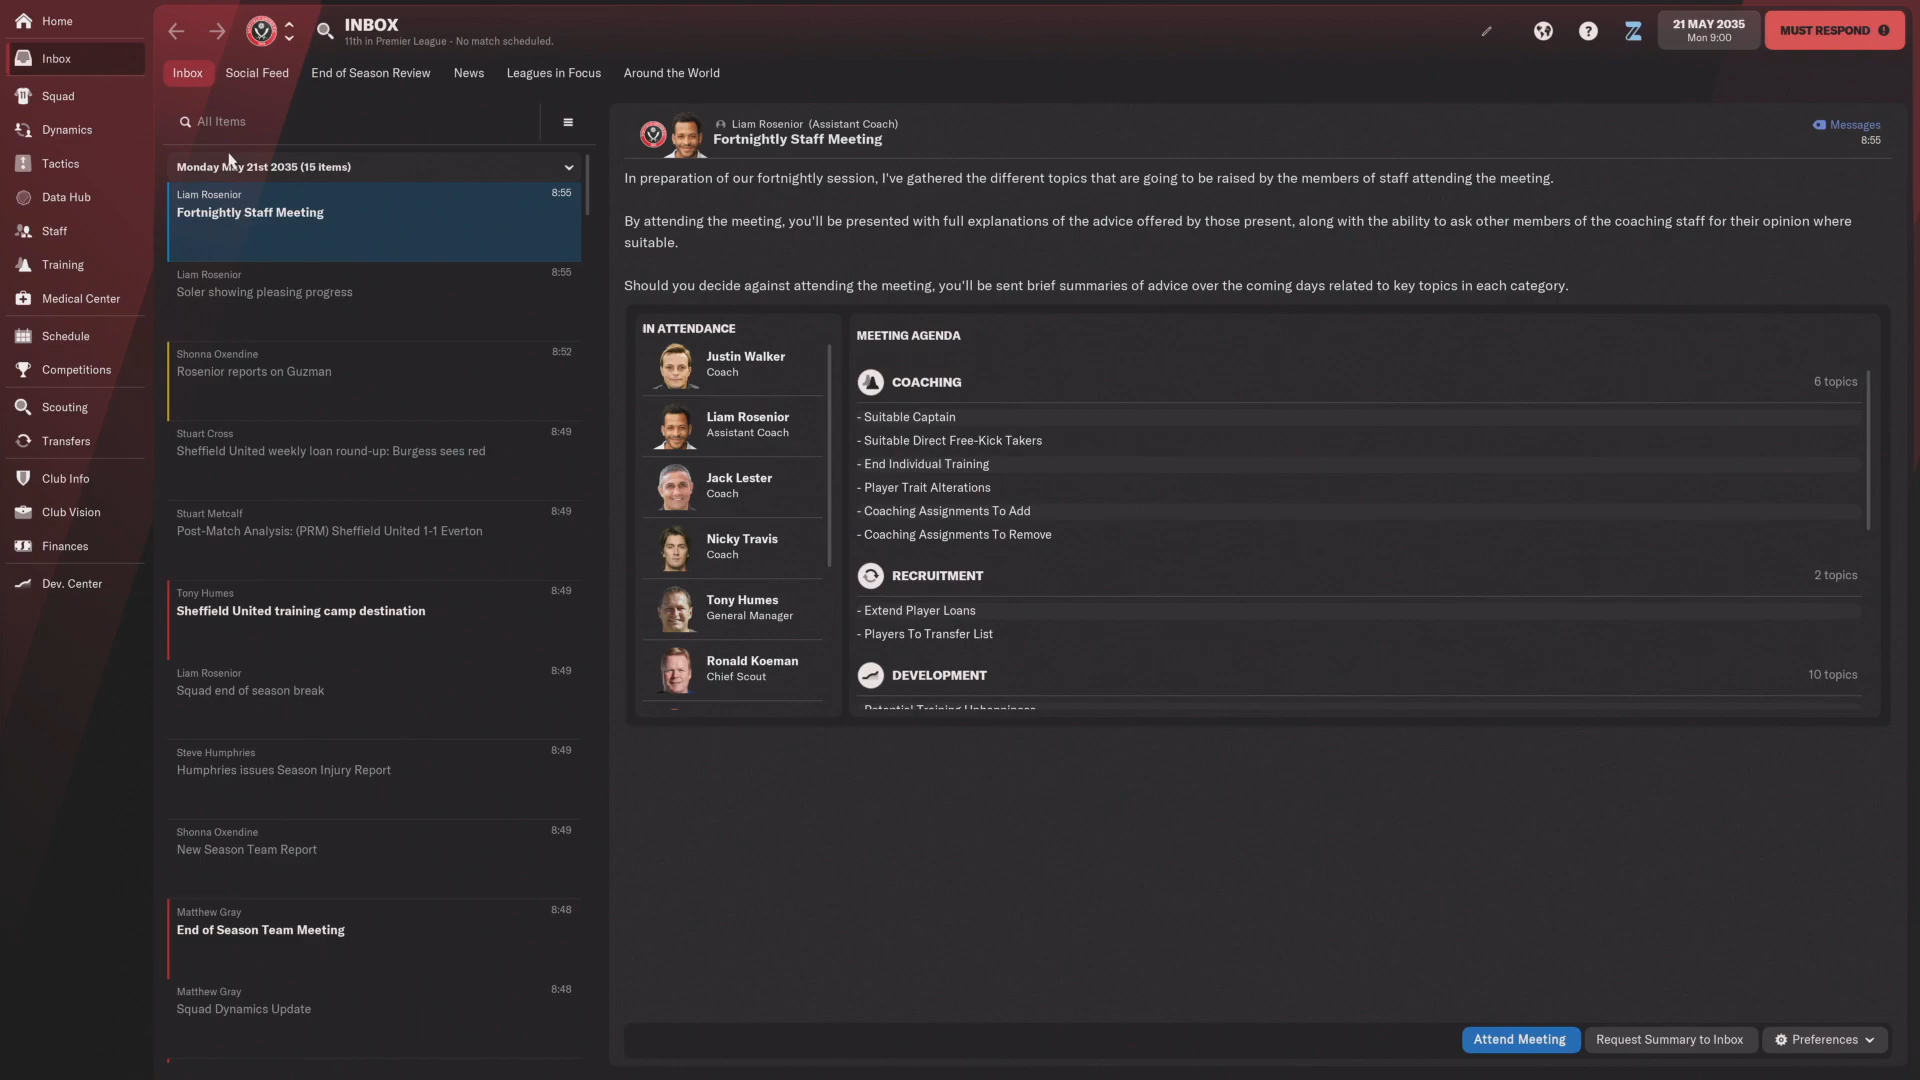 Home
Inbox
Squad
Dynamics
Tactics
Data Hub
Staff
Training
Medical Center
Schedule
Competitions
Scouting
Transfers
Club Info
Club Vision
Finances
Dev. Center
INBOX
11th in Premier League - No match scheduled.
21 MAY 2035
Mon 9:00
MUST RESPOND
Inbox Social Feed End of Season Review News Leagues in Focus Around the World
All Items
Monday May 21st 2035 (15 items)
Liam Rosenior 8:55
Fortnightly Staff Meeting
Liam Rosenior 8:55
Soler showing pleasing progress
Shonna Oxendine 8:52
Rosenior reports on Guzman
Stuart Cross 8:49
Sheffield United weekly loan round-up: Burgess sees red
Stuart Metcalf 8:49
Post-Match Analysis: (PRM) Sheffield United 1-1 Everton
Tony Humes 8:49
Sheffield United training camp destination
Liam Rosenior 8:49
Squad end of season break
Steve Humphries 8:49
Humphries issues Season Injury Report
Shonna Oxendine 8:49
New Season Team Report
Matthew Gray 8:48
End of Season Team Meeting
Matthew Gray 8:48
Squad Dynamics Update
Liam Rosenior (Assistant Coach)
Fortnightly Staff Meeting
Messages
8:55
In preparation of our fortnightly session, I've gathered the different topics that are going to be raised by the members of staff attending the meeting.
By attending the meeting, you'll be presented with full explanations of the advice offered by those present, along with the ability to ask other members of the coaching staff for their opinion where
suitable.
Should you decide against attending the meeting, you'll be sent brief summaries of advice over the coming days related to key topics in each category.
IN ATTENDANCE
Justin Walker
Coach
Liam Rosenior
Assistant Coach
Jack Lester
Coach
Nicky Travis
Coach
Tony Humes
General Manager
Ronald Koeman
Chief Scout
MEETING AGENDA
COACHING 6 topics
- Suitable Captain
- Suitable Direct Free-Kick Takers
- End Individual Training
- Player Trait Alterations
- Coaching Assignments To Add
- Coaching Assignments To Remove
RECRUITMENT 2 topics
- Extend Player Loans
- Players To Transfer List
DEVELOPMENT 10 topics
- Potential Training Unhappiness
Attend Meeting Request Summary to Inbox Preferences